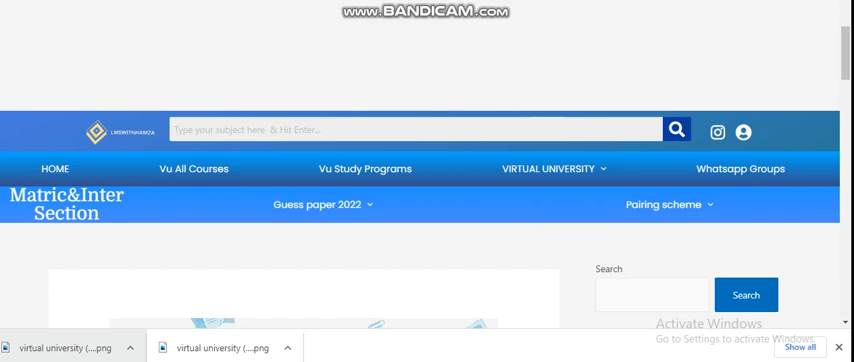 www.BANDICAM.com
LMSWITHHAMZA
Type your subject here & Hit Enter...
HOME
Vu All Courses
Vu Study Programs
VIRTUAL UNIVERSITY
Whatsapp Groups
Matric&Inter
Section
Guess paper 2022
Pairing scheme
Search
Search
Activate Windows
Go to Settings to activate Windows.
virtual university (....png
virtual university (....png
Show all